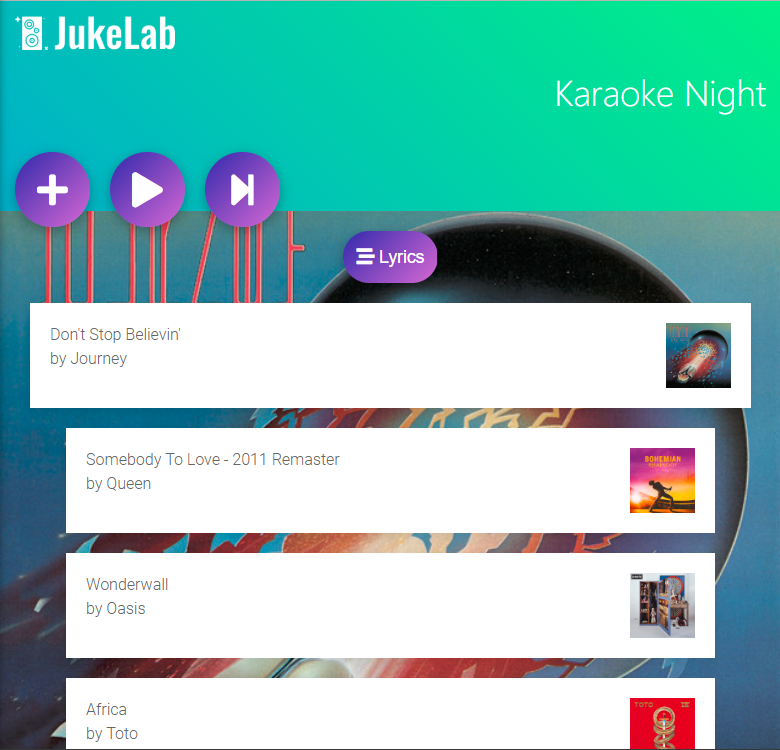 JukeLab
Karaoke Night
Lyrics
Don't Stop Believin'
by Journey
Somebody To Love - 2011 Remaster
by Queen
BOHEMIAN
RHAPSODY
Wonderwall
by Oasis
Africa
by Toto
TOTO